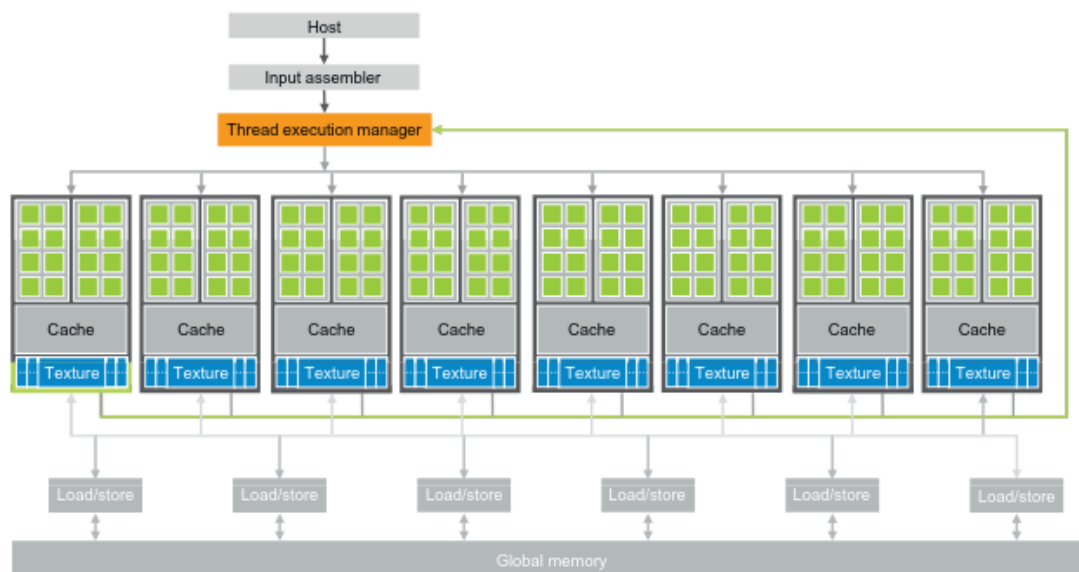 Host
Input assembler
Thread execution manager
Cache
Cache
Cache
Cache
Cache
Cache
Cache
Cache
Texture
Texture
Texture
Texture
Texture
Texture
Texture
Texture
Load/store
Load/store
Load/store
Load/store
Load/store
Load/store
Global memory